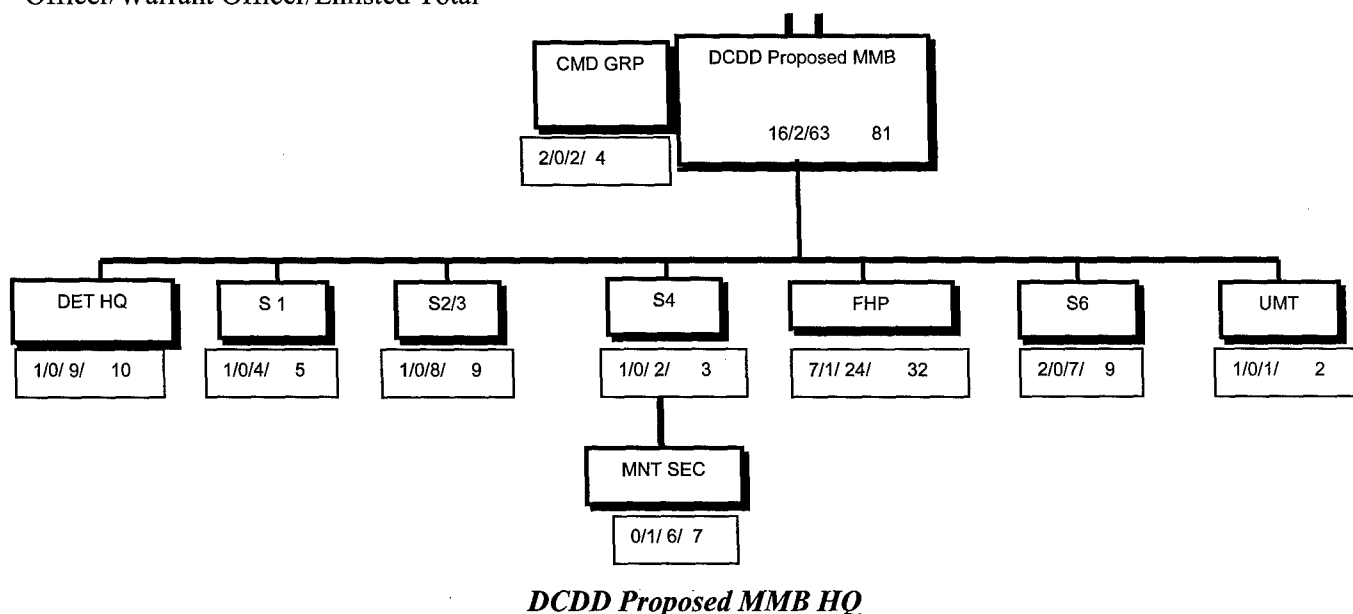 Officer/Warrant Officer/Enlisted Total
CMD GRP
2/0/2/ 4
DCDD Proposed MMB
16/2/63 81
DET HQ
1/0/ 9/ 10
S 1
1/0/4/ 5
S2/3
1/0/8/ 9
S4
1/0/ 2/ 3
FHP
7/1/ 24/ 32
S6
2/0/7/ 9
UMT
1/0/1/ 2
MNT SEC
0/1/ 6/ 7
DCDD Proposed MMB HQ